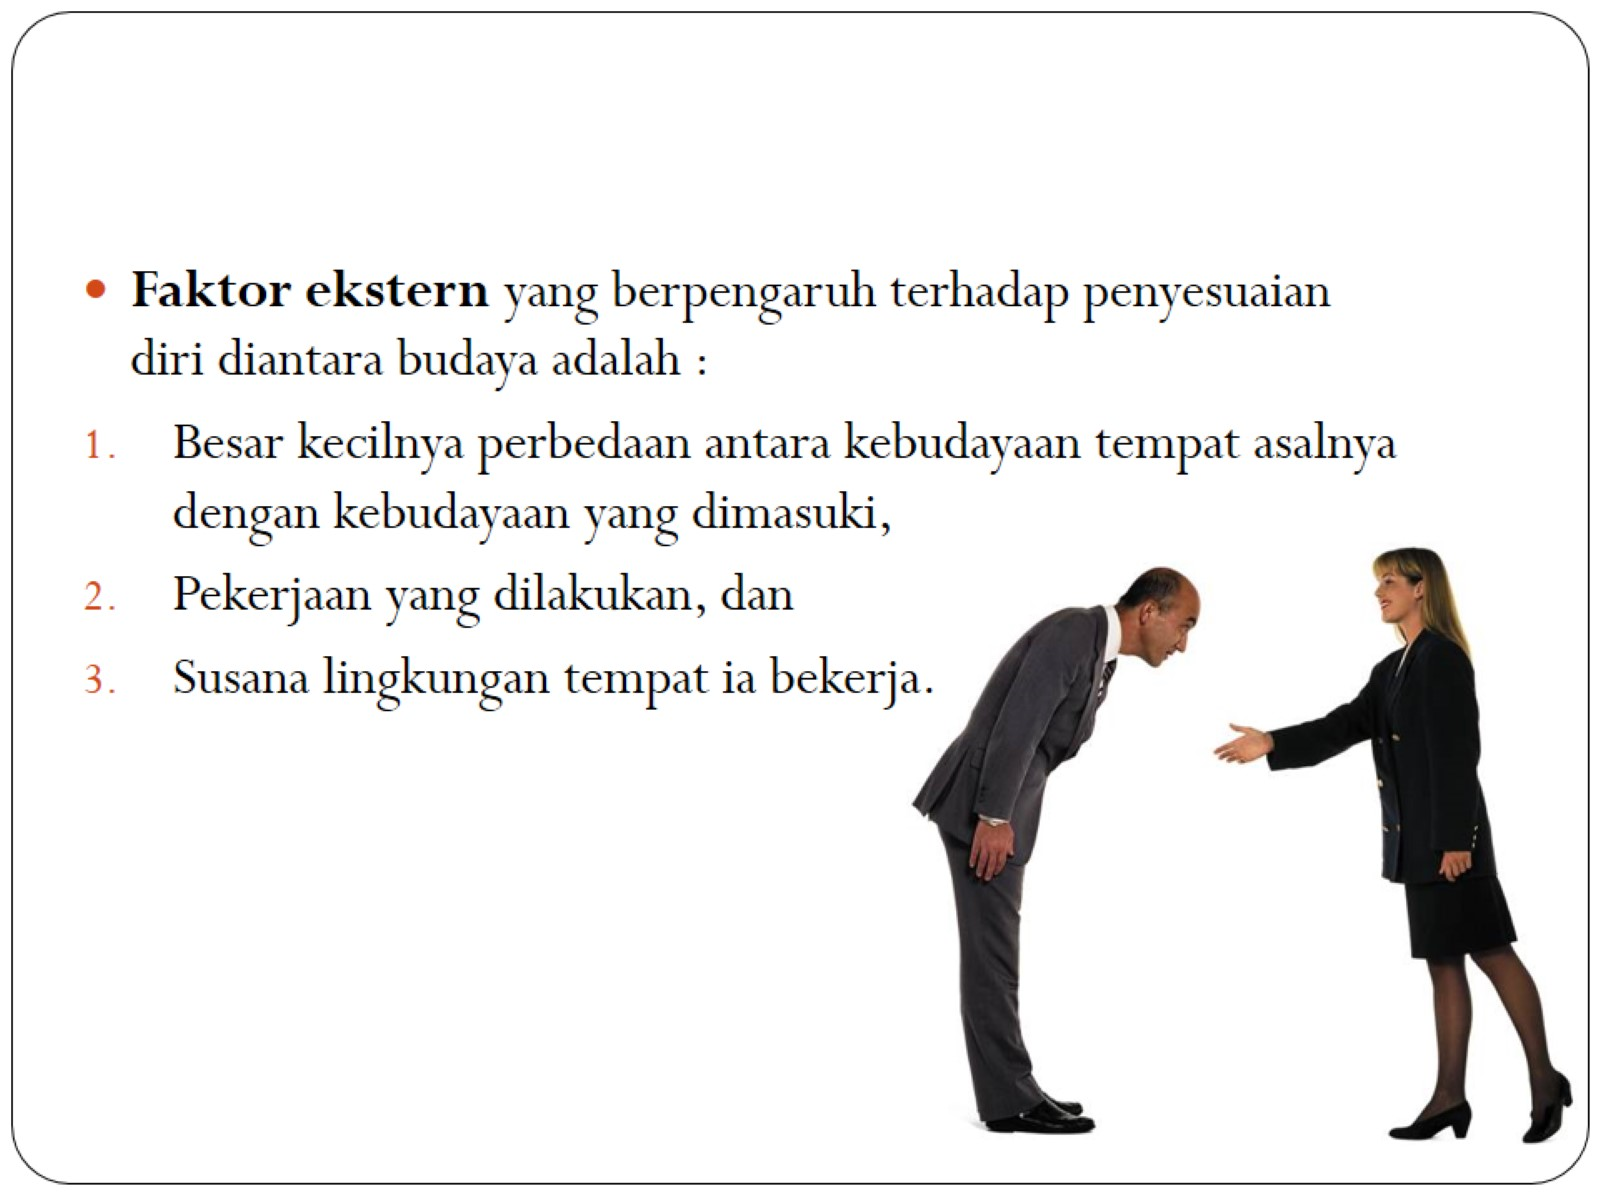 • Faktor ekstern yang berpengaruh terhadap penyesuaian
diri diantara budaya adalah :
1. Besar kecilnya perbedaan antara kebudayaan tempat asalnya
dengan kebudayaan yang dimasuki,
2. Pekerjaan yang dilakukan, dan
3. Susana lingkungan tempat ia bekerja.